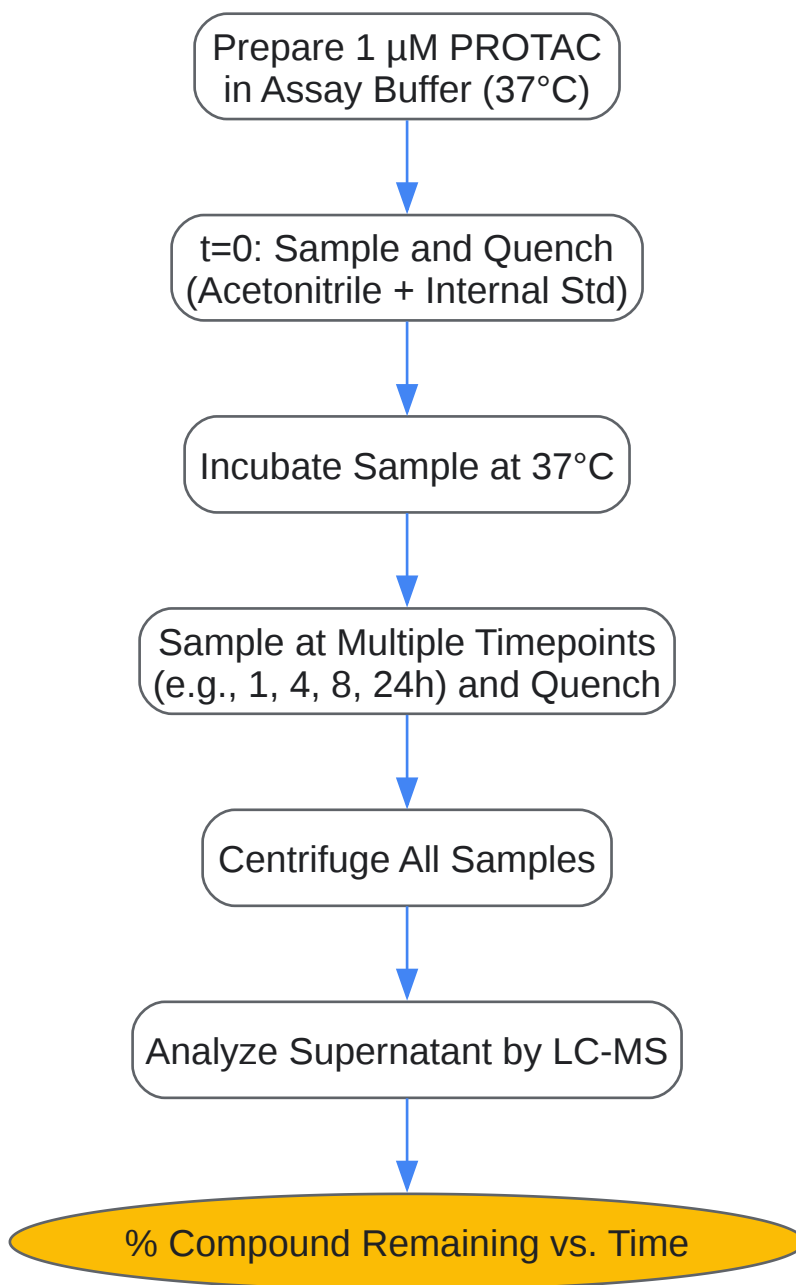 Prepare 1 µM PROTAC
in Assay Buffer (37°C)
t=0: Sample and Quench
(Acetonitrile + Internal Std)
Incubate Sample at 37°C
Sample at Multiple Timepoints
(e.g., 1, 4, 8, 24h) and Quench
Centrifuge All Samples
Analyze Supernatant by LC-MS
% Compound Remaining vs. Time